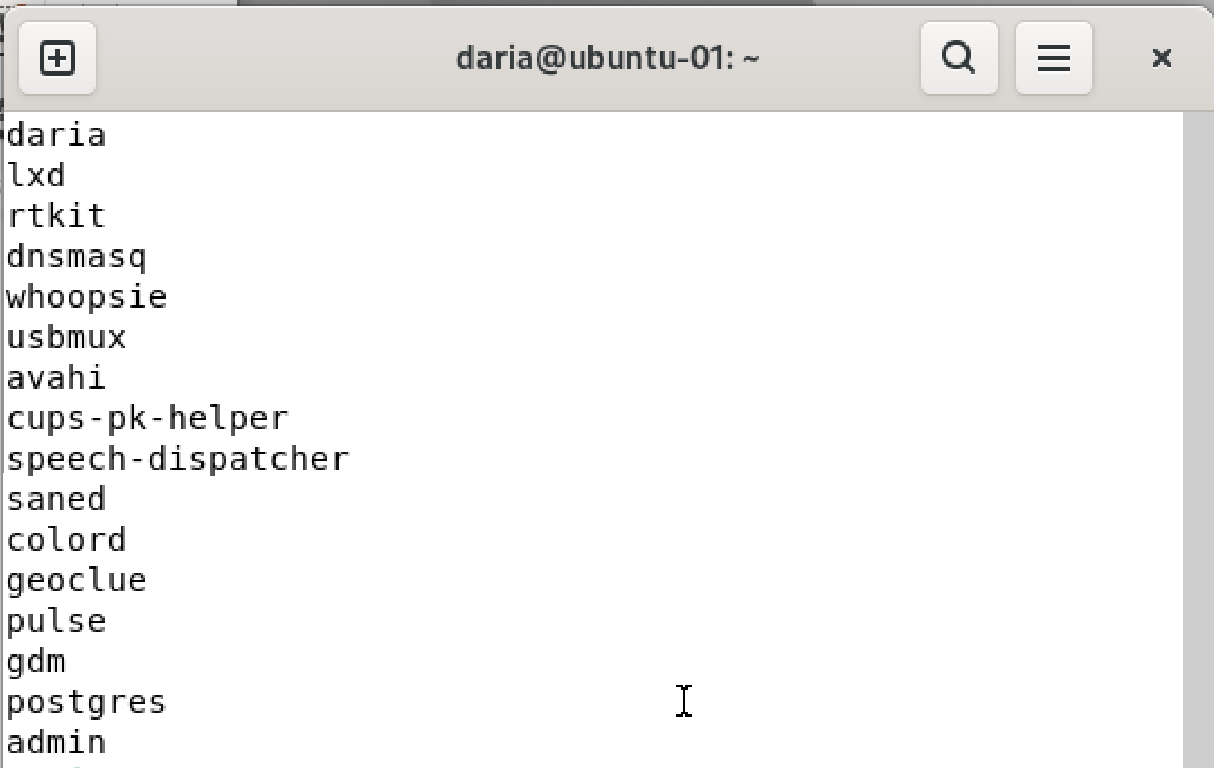 daria@ubuntu-01: ~
daria
lxd
rtkit
dnsmasq
whoopsie
usbmux
avahi
cups-pk-helper
speech-dispatcher
saned
colord
geoclue
pulse
gdm
postgres
admin